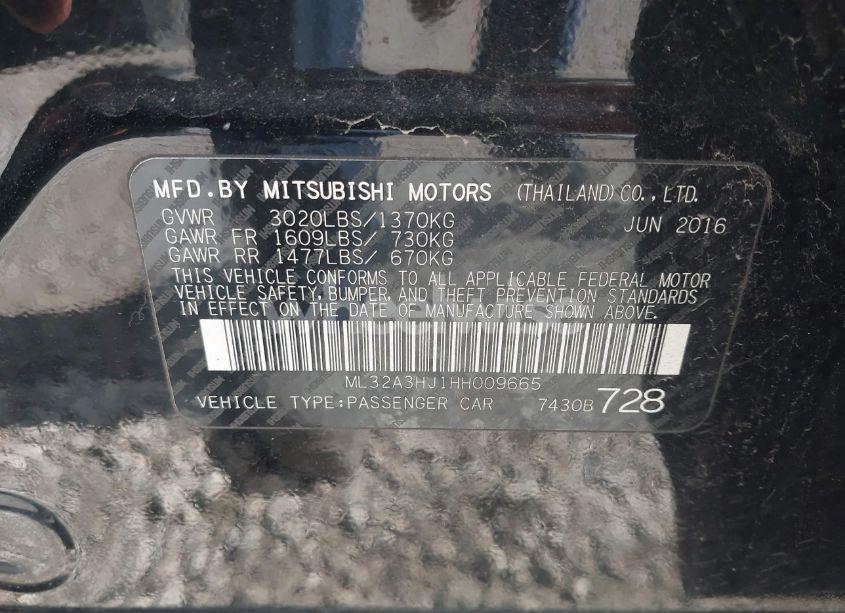 MFD.BY MITSUBISHI MOTORS (THAILAND)CO.,LTD.
GVWR 3020LBS/1370KG JUN 2016
GAWR FR 1609LBS/ 730KG
GAWR RR 1477LBS/ 670KG
THIS VEHICLE CONFORMS TO ALL APPLICABLE FEDERAL MOTOR
VEHICLE SAFETY, BUMPER, AND THEFT PREVENTION STANDARDS
IN EFFECT ON THE DATE OF MANUFACTURE SHOWN ABOVE.
ML32A3HJ1HH009665
VEHICLE TYPE:PASSENGER CAR 7430B 728